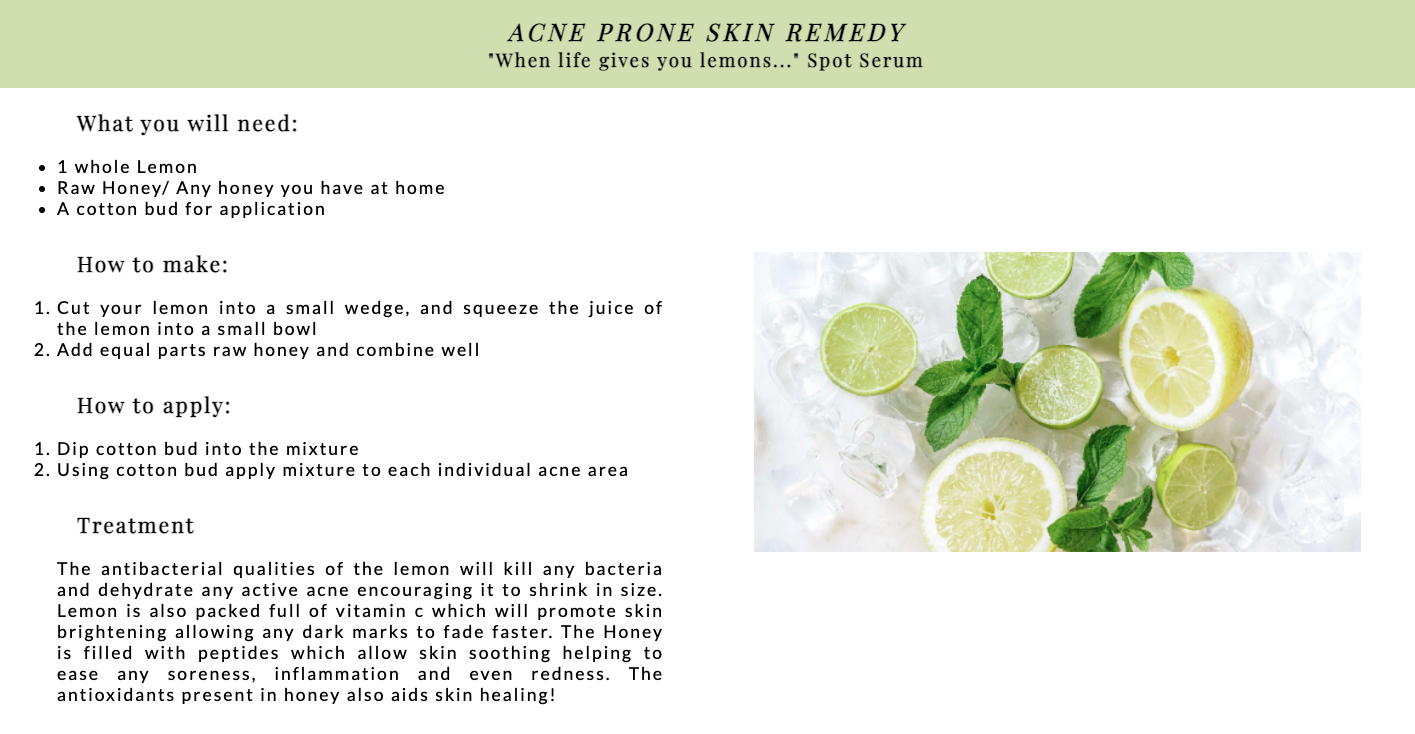 ACNE PRONE SKIN REMEDY
"When life gives you lemons..." Spot Serum
What you will need:
• 1 whole Lemon
• Raw Honey/ Any honey you have at home
• A cotton bud for application
How to make:
1. Cut your lemon into a small wedge, and squeeze the juice of
the lemon into a small bowl
2. Add equal parts raw honey and combine well
How to apply:
1. Dip cotton bud into the mixture
2. Using cotton bud apply mixture to each individual acne area
Treatment
The antibacterial qualities of the lemon will kill any bacteria
and dehydrate any active acne encouraging it to shrink in size.
Lemon is also packed full of vitamin c which will promote skin
brightening allowing any dark marks to fade faster. The Honey
is filled with peptides which allow skin soothing helping to
ease any soreness, inflammation and even redness. The
antioxidants present in honey also aids skin healing!